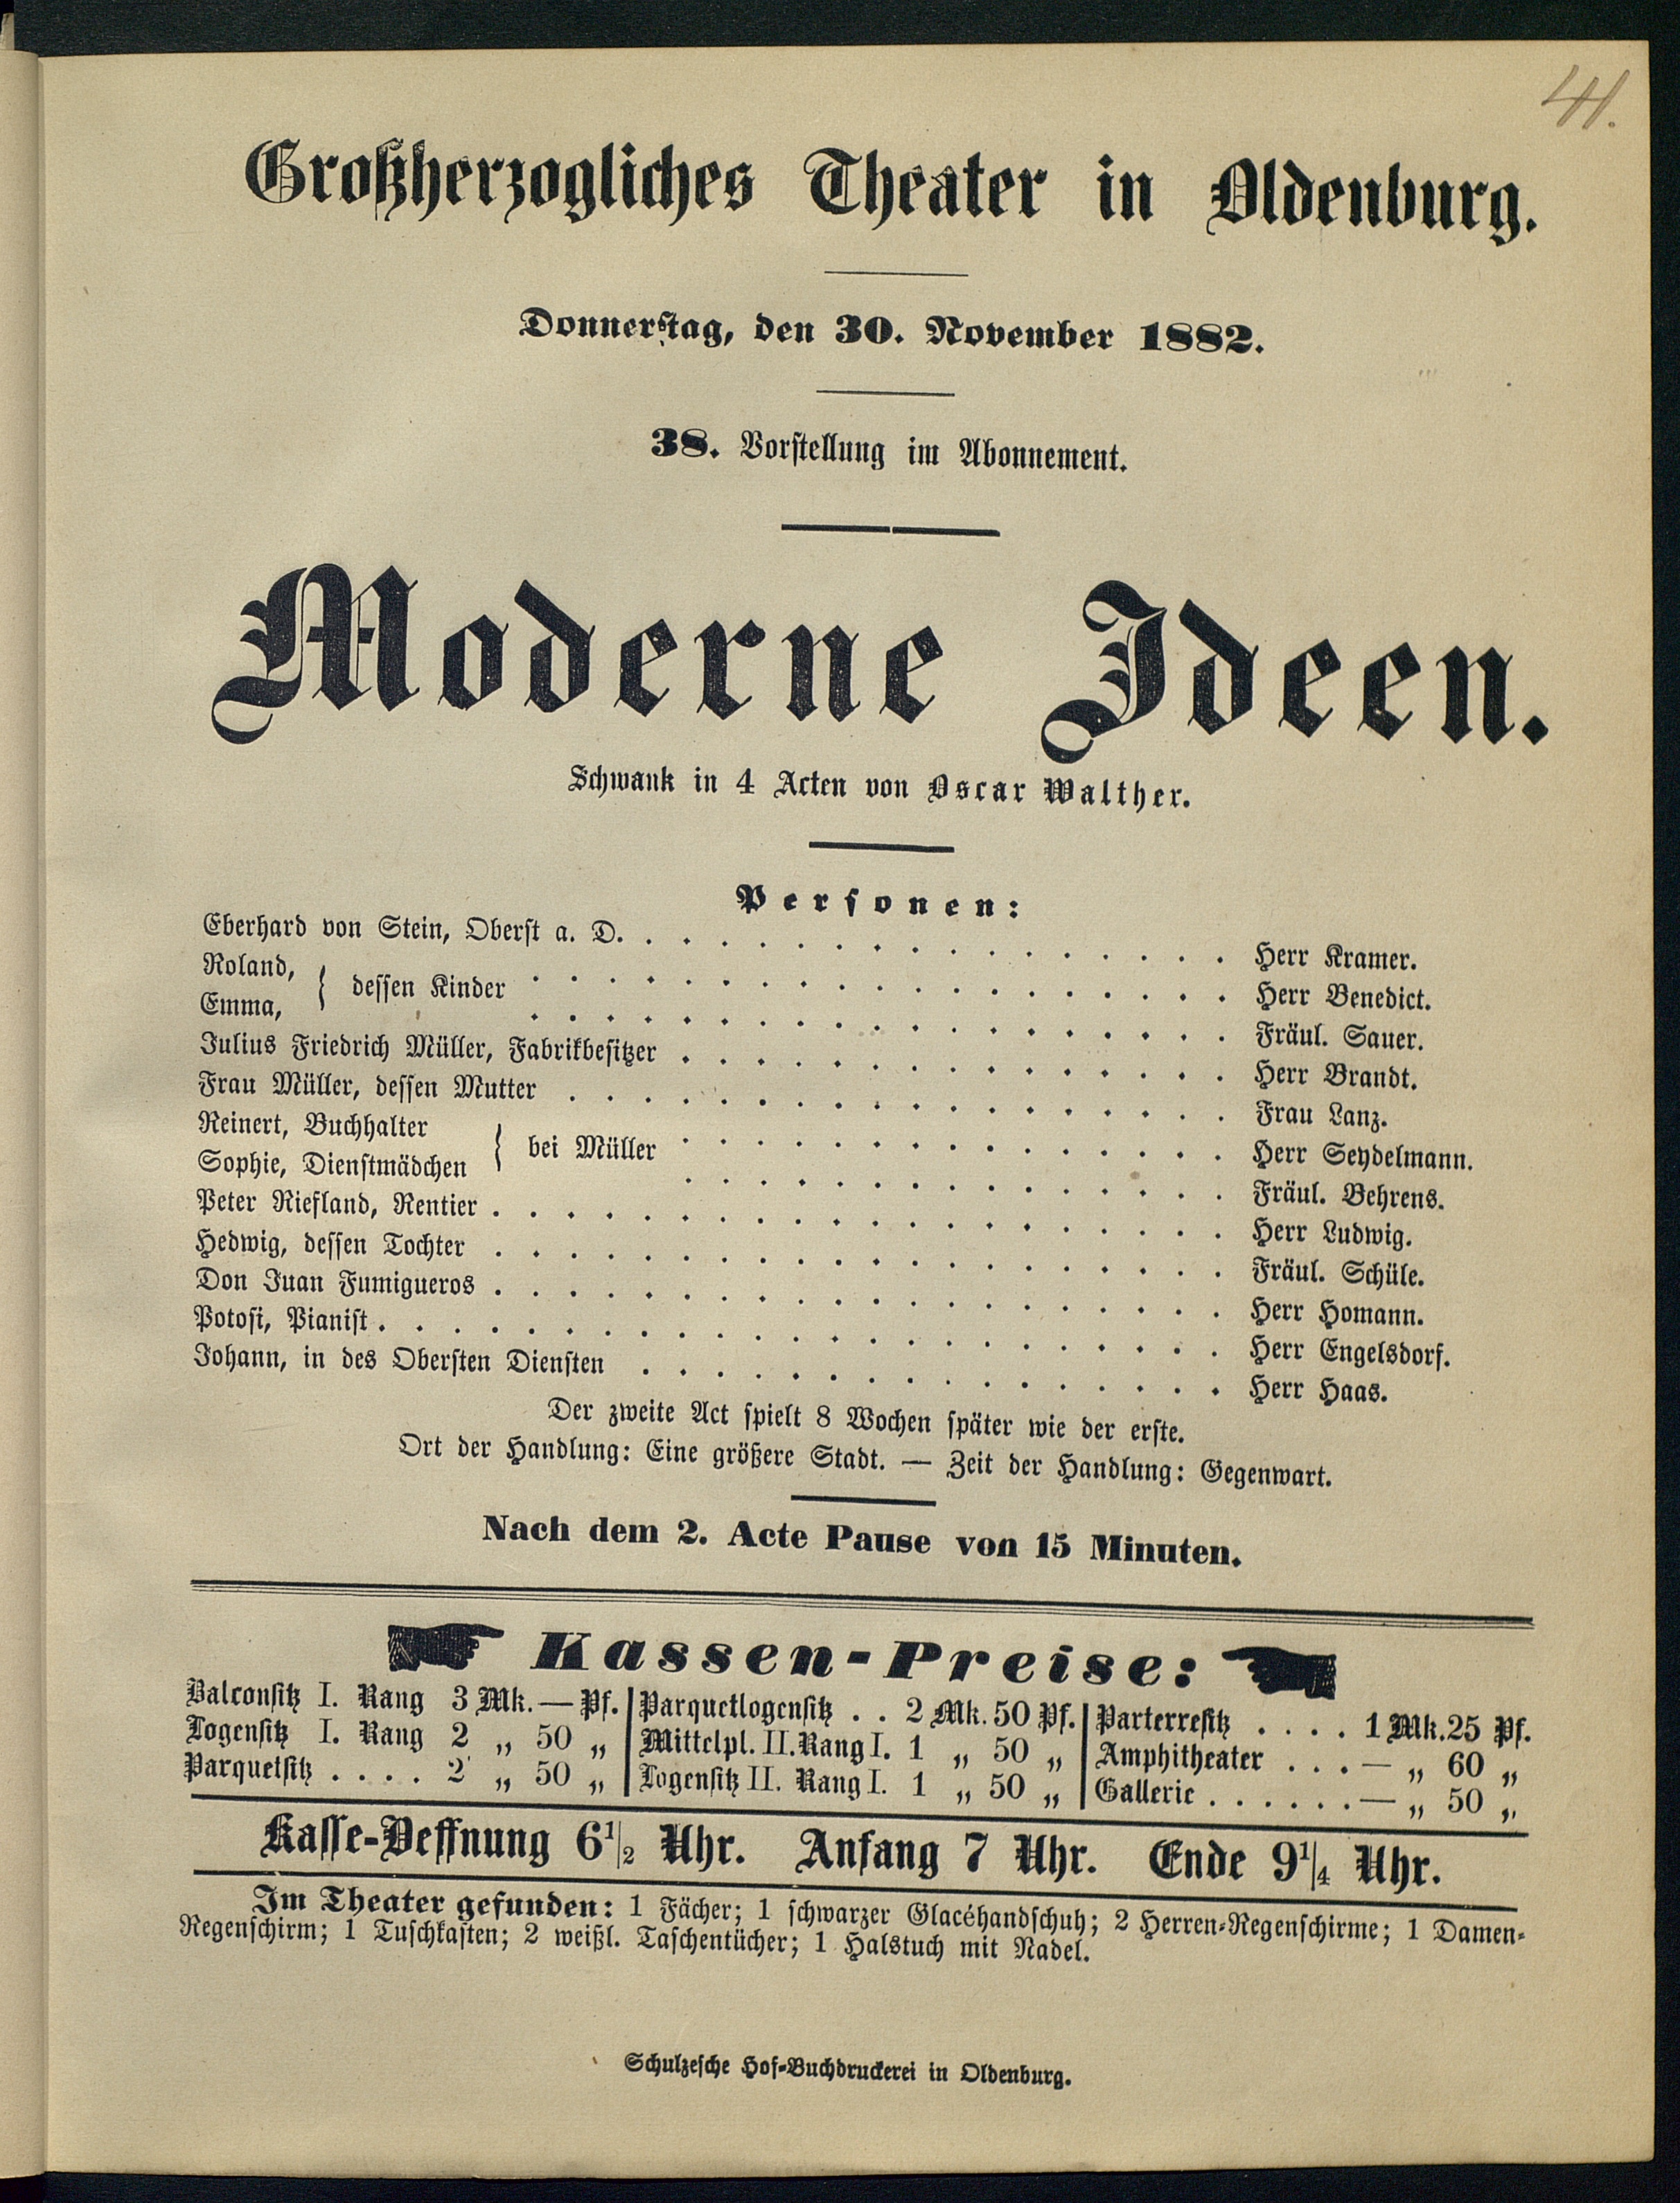 41.
Großherzogliches Theater in Oldenburg.
Donnerstag, den 30. November 1882.
38. Vorstellung im Abonnement.
Moderne Ideen.
Schwank in 4 Acten von Oscar Walther.
Personen:
Eberhard von Stein, Oberst a. D. . . . . . . . . . . . . . . . . Herr Kramer.
Roland, } dessen Kinder . . . . . . . . . . . . . . . . . . . Herr Benedict.
Emma, . . . . . . . . . . . . . . . . . . . Fräul. Sauer.
Julius Friedrich Müller, Fabrikbesitzer . . . . . . . . . . . . . . . Herr Brandt.
Frau Müller, dessen Mutter . . . . . . . . . . . . . . . . . . Frau Lanz.
Reinert, Buchhalter } bei Müller . . . . . . . . . . . . . . . Herr Seydelmann.
Sophie, Dienstmädchen . . . . . . . . . . . . . . . Fräul. Behrens.
Peter Riefland, Rentier . . . . . . . . . . . . . . . . . . . . Herr Ludwig.
Hedwig, dessen Tochter . . . . . . . . . . . . . . . . . . . . Fräul. Schüle.
Don Juan Fumigueros . . . . . . . . . . . . . . . . . . . . Herr Homann.
Potosi, Pianist . . . . . . . . . . . . . . . . . . . . . . . Herr Engelsdorf.
Johann, in des Obersten Diensten . . . . . . . . . . . . . . . . Herr Haas.
Der zweite Act spielt 8 Wochen später wie der erste.
Ort der Handlung: Eine größere Stadt. — Zeit der Handlung: Gegenwart.
Nach dem 2. Acte Pause von 15 Minuten.
Kassen-Preise:
Balconsitz I. Rang 3 Mk. — Pf. | Parquetlogensitz . . 2 Mk. 50 Pf. | Parterresitz . . . . 1 Mk. 25 Pf.
Logensitz I. Rang 2 „ 50 „ | Mittelpl. II. Rang I. 1 „ 50 „ | Amphitheater . . . — „ 60 „
Parquetsitz . . . . 2 „ 50 „ | Logensitz II. Rang I. 1 „ 50 „ | Gallerie . . . . . . — „ 50 „
Kasse-Oeffnung 6½ Uhr. Anfang 7 Uhr. Ende 9¼ Uhr.
Im Theater gefunden: 1 Fächer; 1 schwarzer Glacéhandschuh; 2 Herren-Regenschirme; 1 Damen-
Regenschirm; 1 Tuschkasten; 2 weißl. Taschentücher; 1 Halstuch mit Nadel.
Schulzesche Hof-Buchdruckerei in Oldenburg.